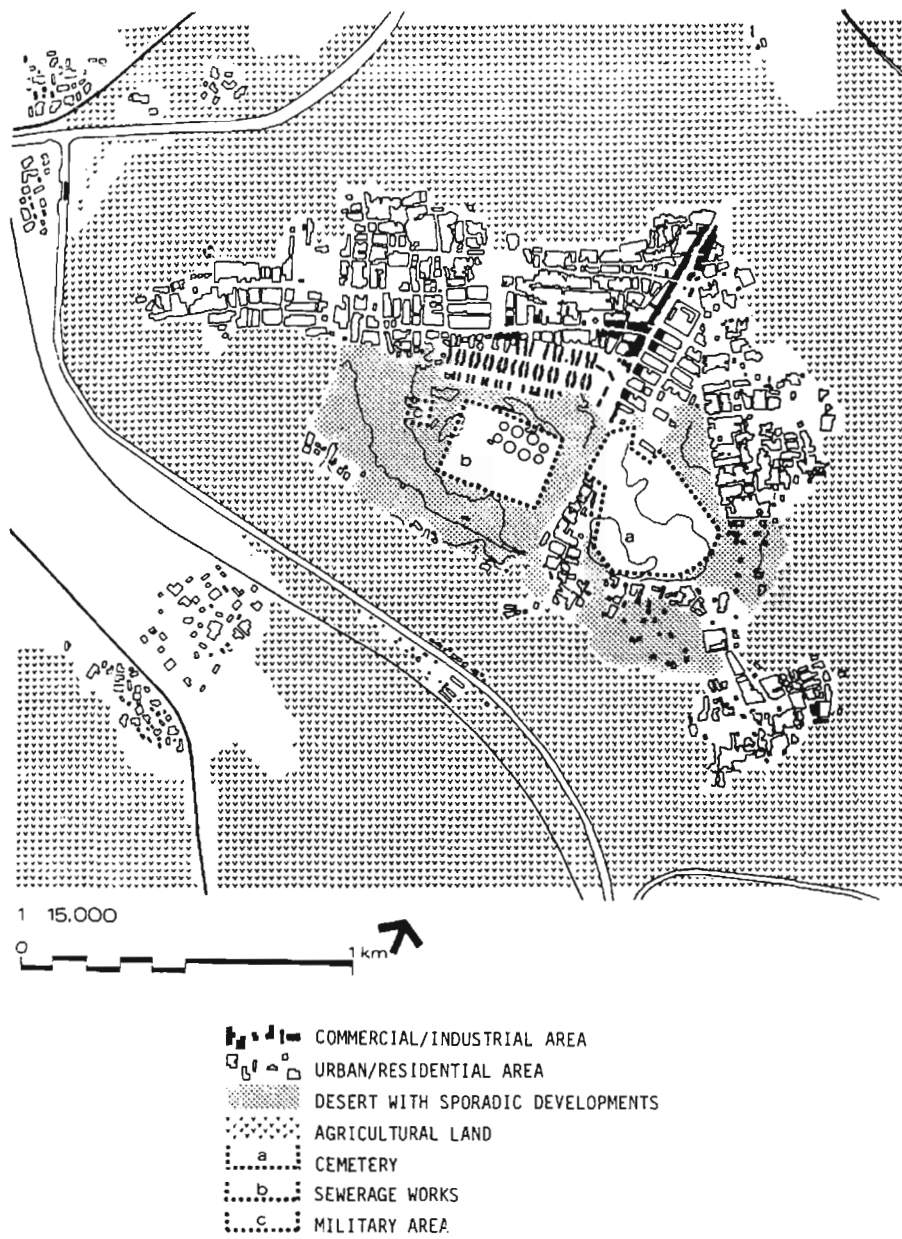 b
a
1 15.000
0 1 km
COMMERCIAL/INDUSTRIAL AREA
URBAN/RESIDENTIAL AREA
DESERT WITH SPORADIC DEVELOPMENTS
AGRICULTURAL LAND
a CEMETERY
b SEWERAGE WORKS
c MILITARY AREA